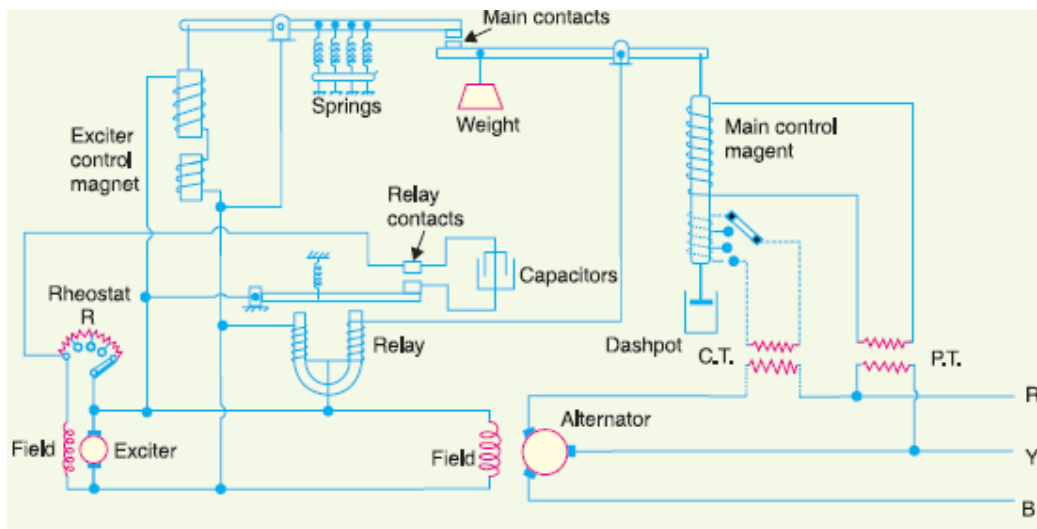 Main contacts
Springs
Weight
Exciter
control
magnet
Main control
magent
Relay
contacts
Capacitors
Rheostat
R
Relay
Dashpot
C.T.
P.T.
R
Alternator
Field
Exciter
Field
Y
B